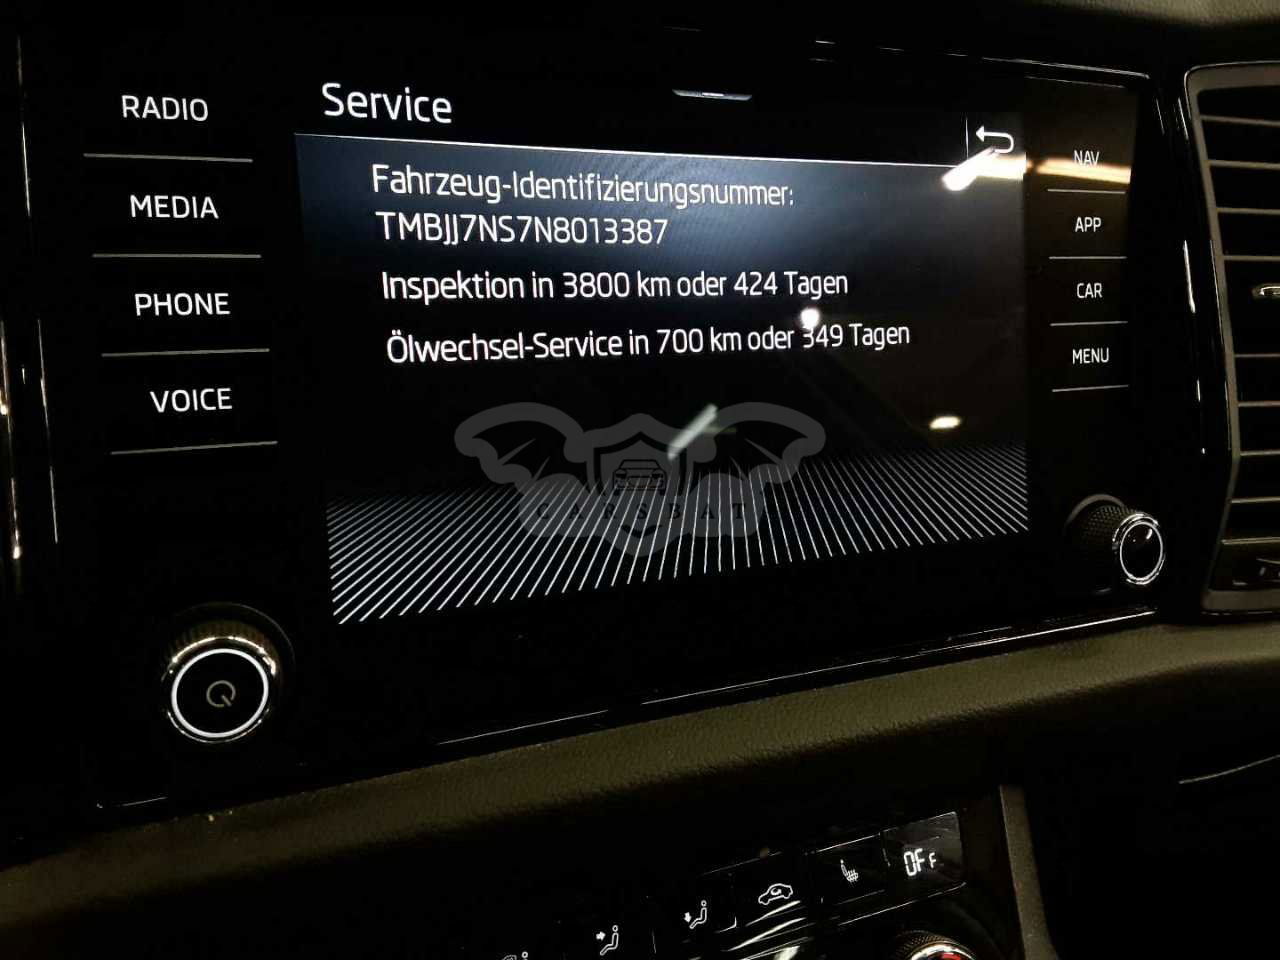 RADIO
MEDIA
PHONE
VOICE
Service
Fahrzeug-Identifizierungsnummer:
TMBJJ7NS7N8013387
Inspektion in 3800 km oder 424 Tagen
Ölwechsel-Service in 700 km oder 349 Tagen
NAV
APP
CAR
MENU
CARSBAT
OFF